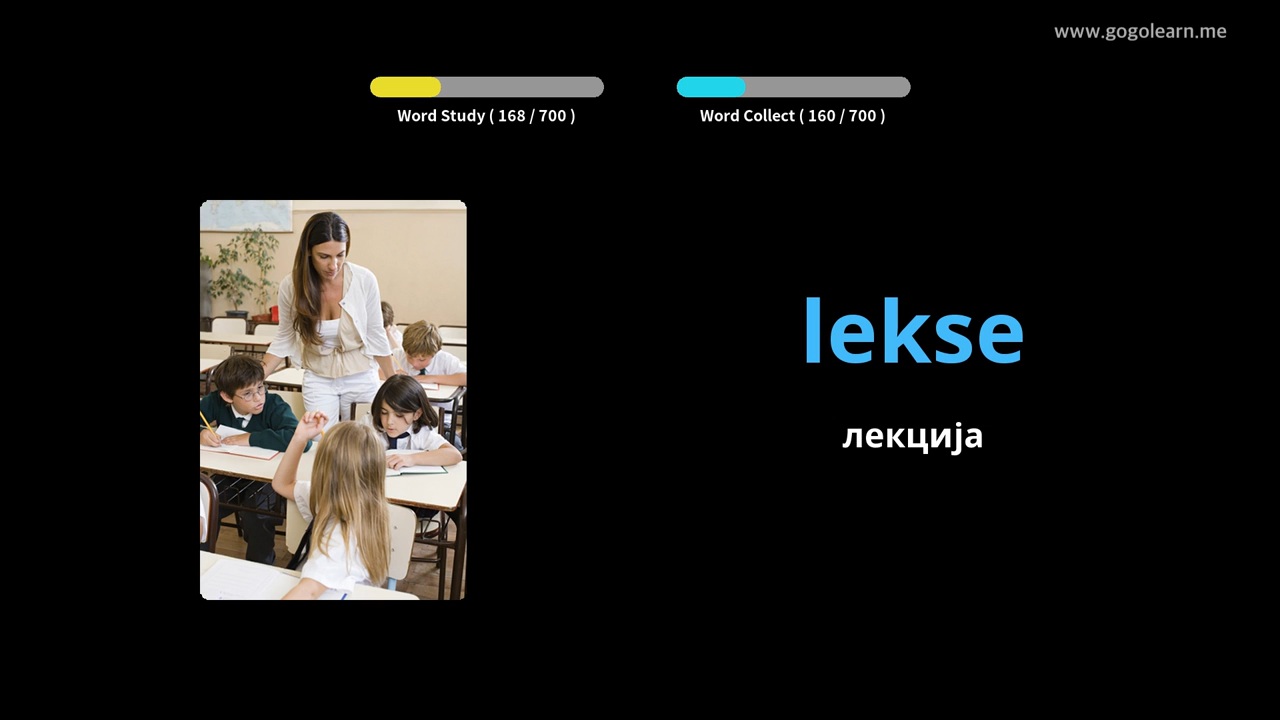 www.gogolearn.me
Word Study ( 168 / 700 )
Word Collect ( 160 / 700 )
lekse
лекција